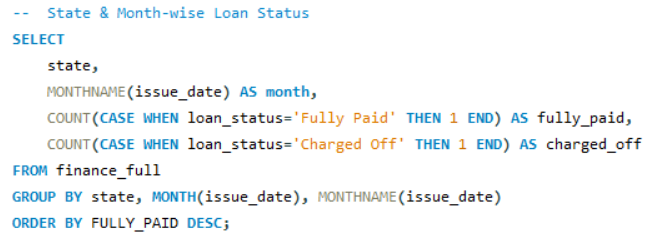 -- State & Month-wise Loan Status
SELECT
state,
MONTHNAME(issue_date) AS month,
COUNT(CASE WHEN loan_status='Fully Paid' THEN 1 END) AS fully_paid,
COUNT(CASE WHEN loan_status='Charged Off' THEN 1 END) AS charged_off
FROM finance_full
GROUP BY state, MONTH(issue_date), MONTHNAME(issue_date)
ORDER BY FULLY_PAID DESC;